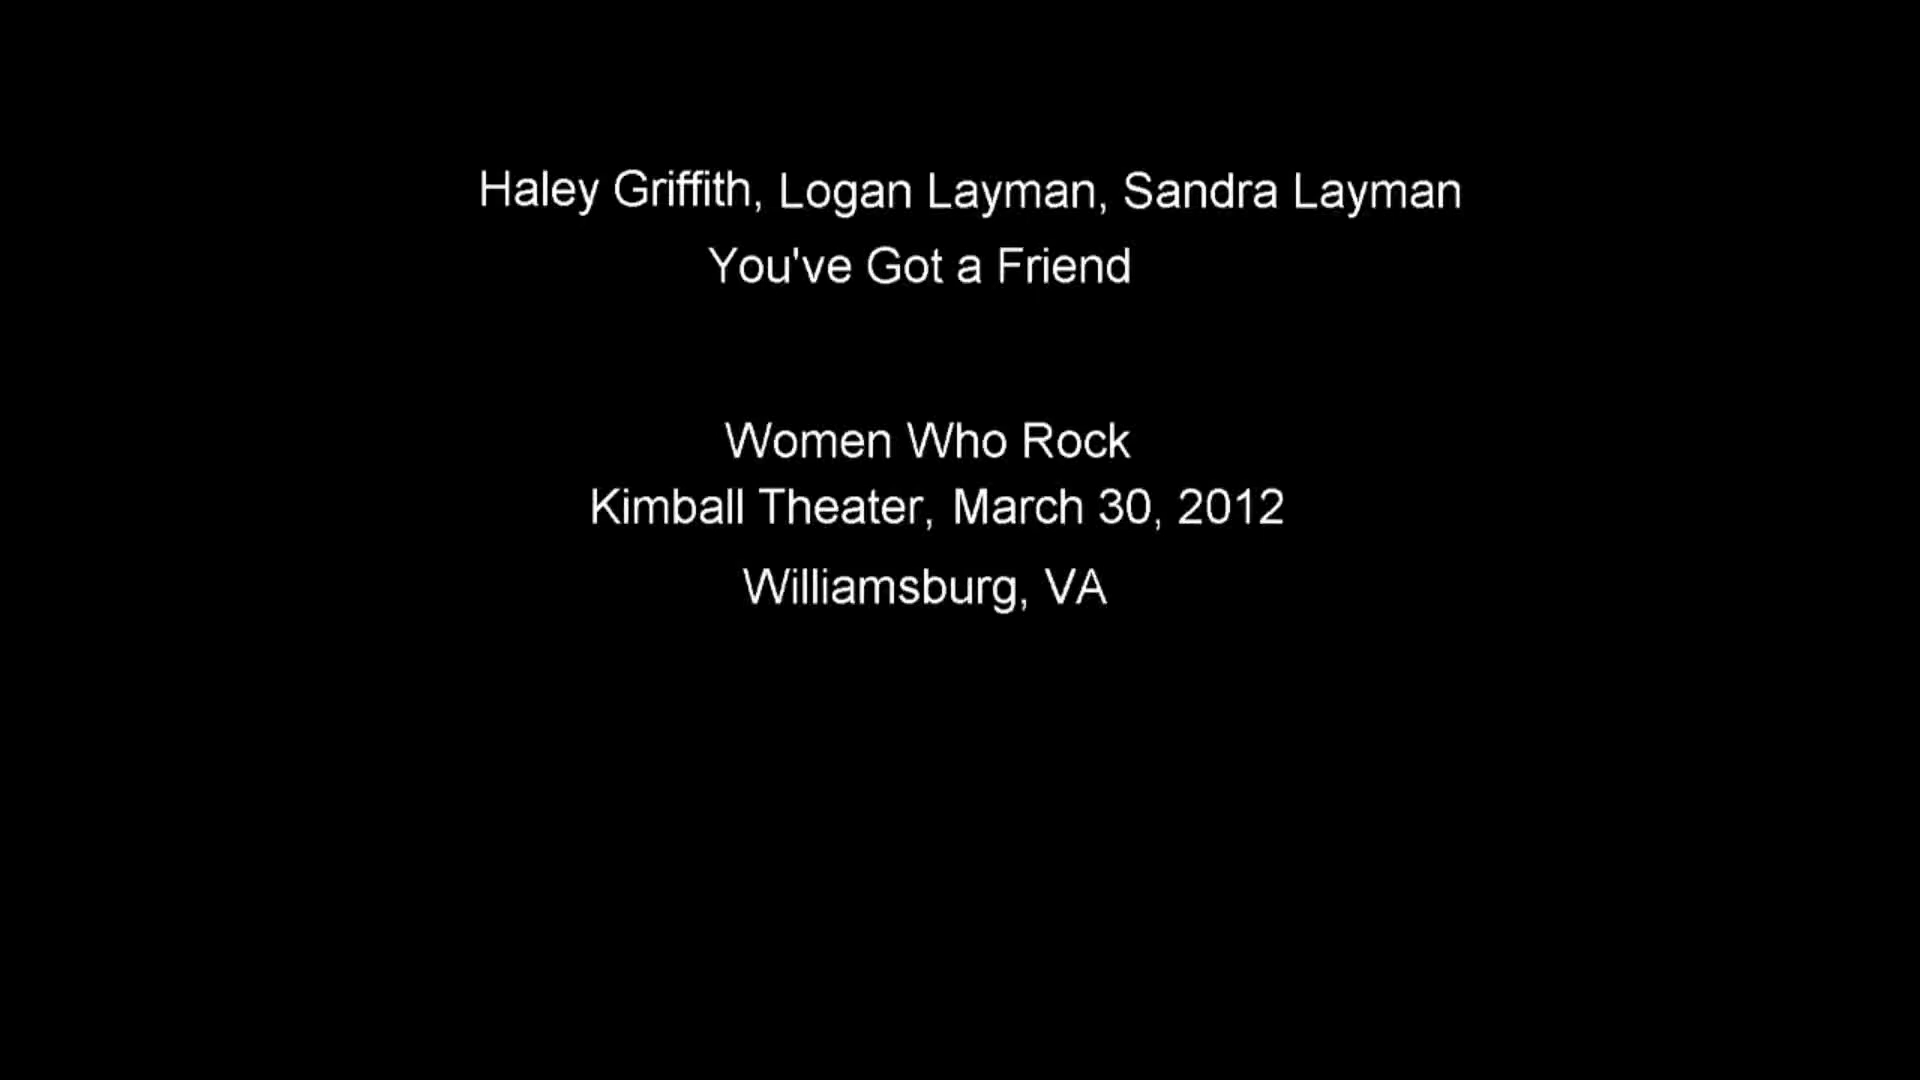 Haley Griffith, Logan Layman, Sandra Layman
You've Got a Friend
Women Who Rock
Kimball Theater, March 30, 2012
Williamsburg, VA